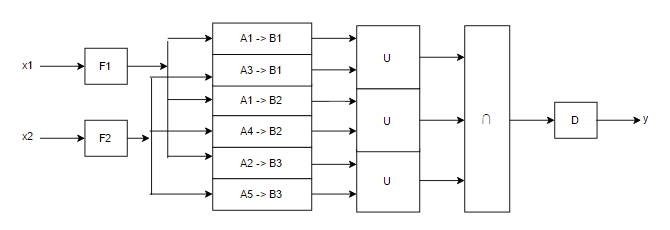 A1 -> B1
x1
F1
A3 -> B1
U
A1 -> B2
x2
F2
A4 -> B2
U
∩
D
y
A2 -> B3
A5 -> B3
U